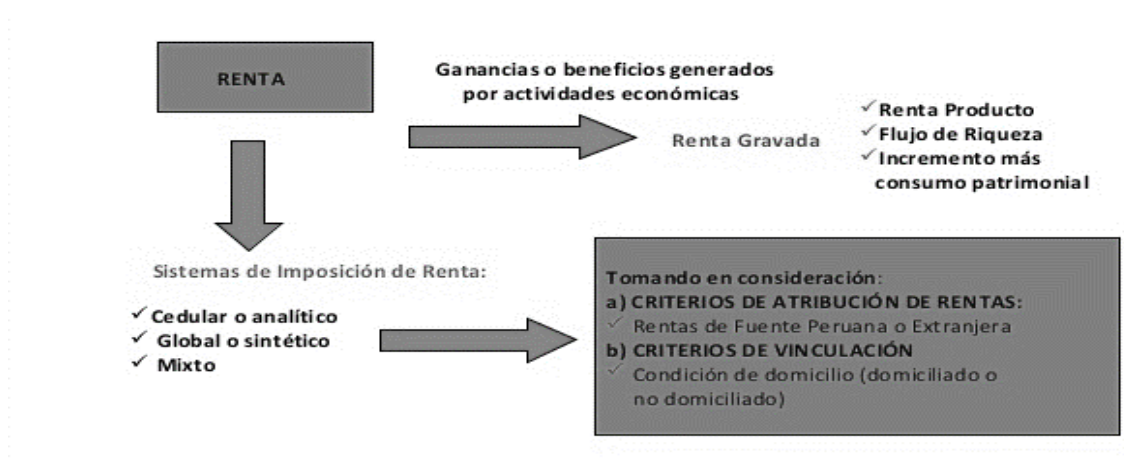 RENTA
Ganancias o beneficios generados
por actividades económicas
Renta Gravada
✓Renta Producto
✓Flujo de Riqueza
✓Incremento más
consumo patrimonial
Sistemas de Imposición de Renta:
✓ Cedular o analítico
✓ Global o sintético
✓ Mixto
Tomando en consideración:
a) CRITERIOS DE ATRIBUCIÓN DE RENTAS:
✓ Rentas de Fuente Peruana o Extranjera
b) CRITERIOS DE VINCULACIÓN
✓ Condición de domicilio (domiciliado o
no domiciliado)